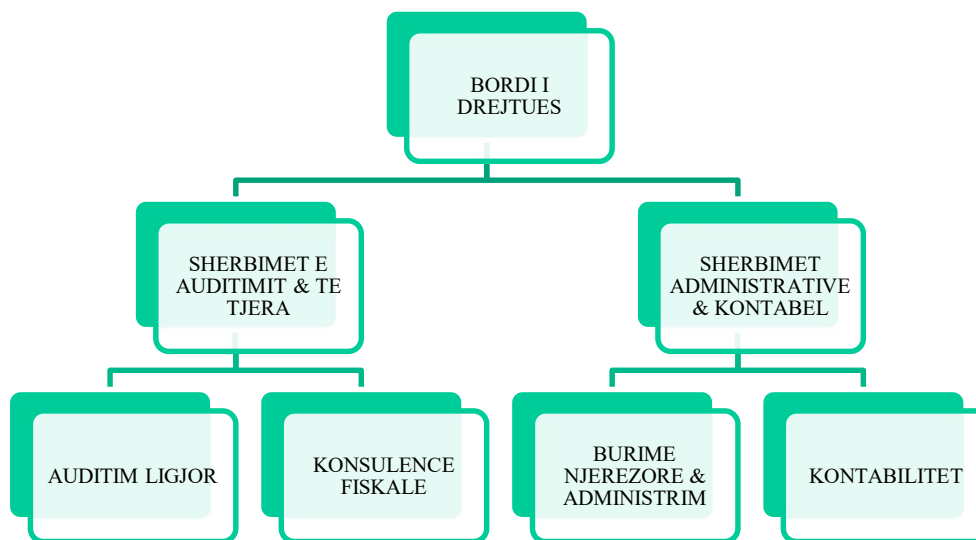 BORDI I
DREJTUES
SHERBIMET E
AUDITIMIT & TE
TJERA
SHERBIMET
ADMINISTRATIVE
& KONTABEL
AUDITIM LIGJOR
KONSULENCE
FISKALE
BURIME
NJEREZORE &
ADMINISTRIM
KONTABILITET